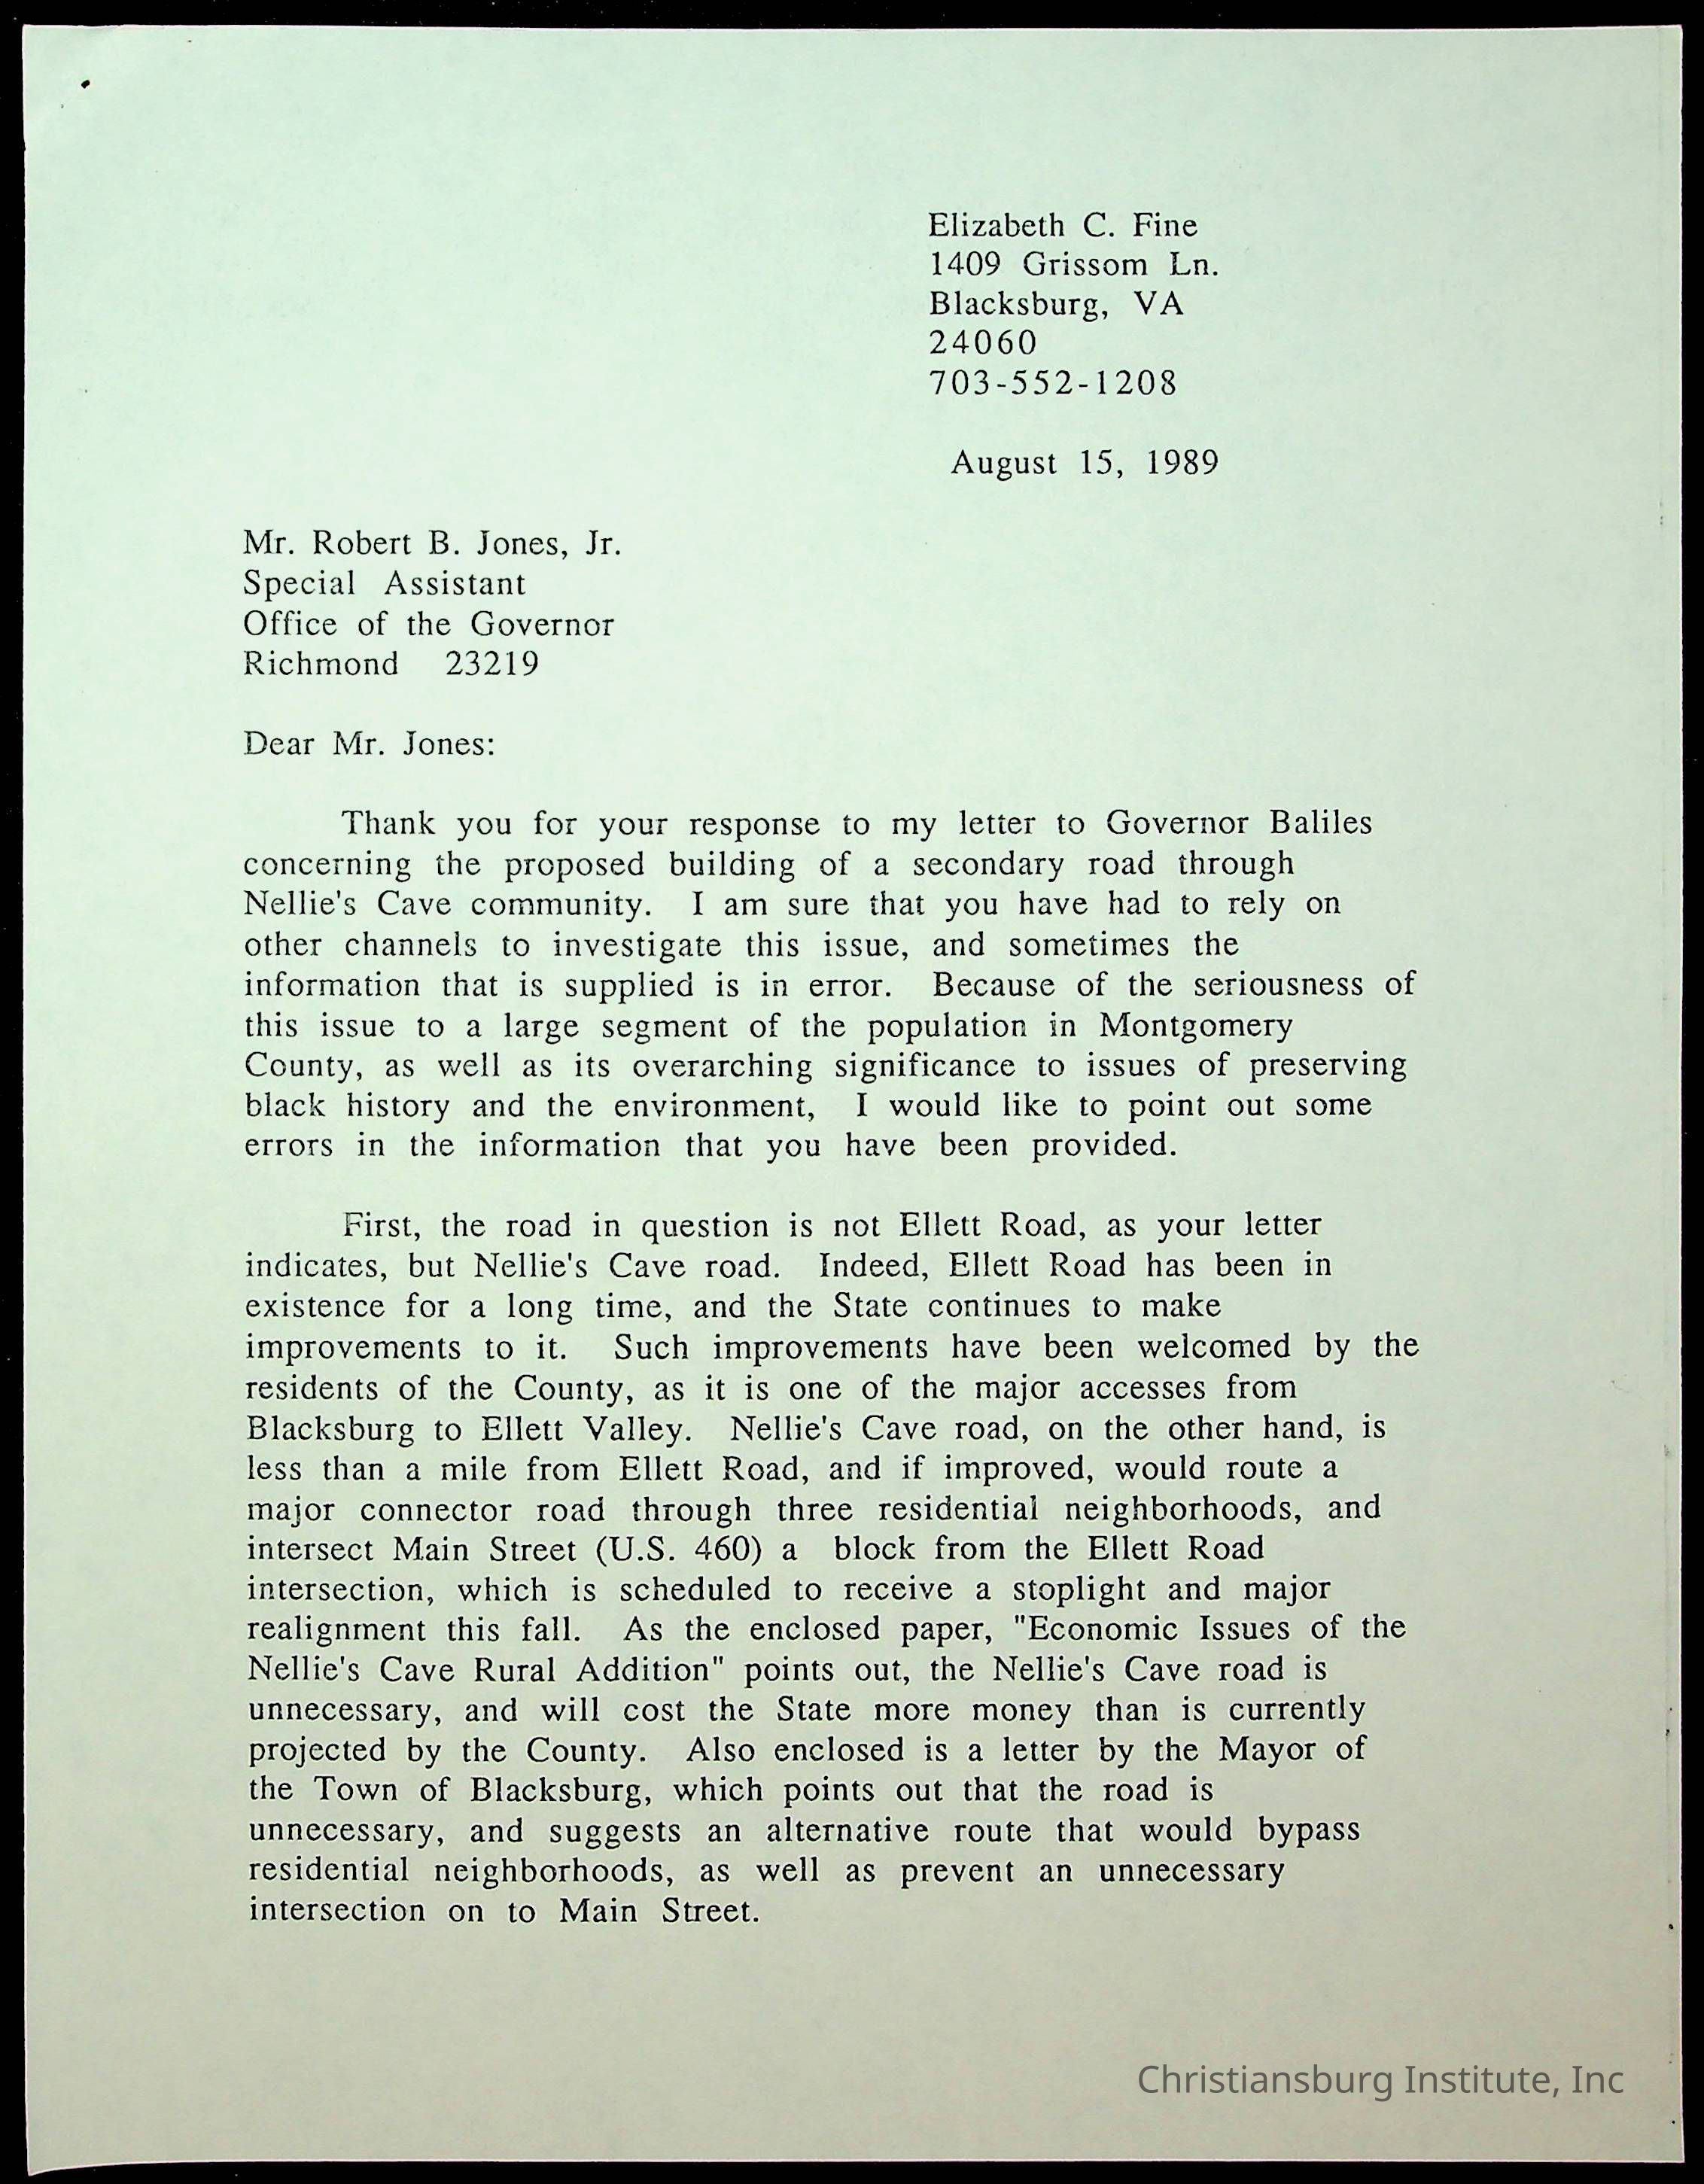 Elizabeth C. Fine
1409 Grissom Ln.
Blacksburg, VA
24060
703-552-1208
August 15, 1989
Mr. Robert B. Jones, Jr.
Special Assistant
Office of the Governor
Richmond 23219
Dear Mr. Jones:
Thank you for your response to my letter to Governor Baliles
concerning the proposed building of a secondary road through
Nellie's Cave community. I am sure that you have had to rely on
other channels to investigate this issue, and sometimes the
information that is supplied is in error. Because of the seriousness of
this issue to a large segment of the population in Montgomery
County, as well as its overarching significance to issues of preserving
black history and the environment, I would like to point out some
errors in the information that you have been provided.
First, the road in question is not Ellett Road, as your letter
indicates, but Nellie's Cave road. Indeed, Ellett Road has been in
existence for a long time, and the State continues to make
improvements to it. Such improvements have been welcomed by the
residents of the County, as it is one of the major accesses from
Blacksburg to Ellett Valley. Nellie's Cave road, on the other hand, is
less than a mile from Ellett Road, and if improved, would route a
major connector road through three residential neighborhoods, and
intersect Main Street (U.S. 460) a block from the Ellett Road
intersection, which is scheduled to receive a stoplight and major
realignment this fall. As the enclosed paper, "Economic Issues of the
Nellie's Cave Rural Addition" points out, the Nellie's Cave road is
unnecessary, and will cost the State more money than is currently
projected by the County. Also enclosed is a letter by the Mayor of
the Town of Blacksburg, which points out that the road is
unnecessary, and suggests an alternative route that would bypass
residential neighborhoods, as well as prevent an unnecessary
intersection on to Main Street.
Christiansburg Institute, Inc